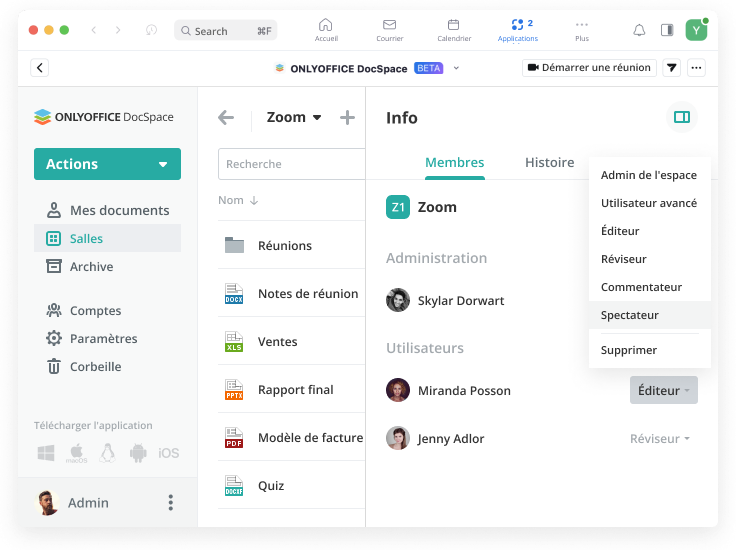 Search ⌘F
Accueil
Courrier
Calendrier
2
Applications
Plus
Y
ONLYOFFICE DocSpace BETA
Démarrer une réunion
ONLYOFFICE DocSpace
Actions
Mes documents
Salles
Archive
Comptes
Paramètres
Corbeille
Télécharger l'application
macOS
iOS
Admin
Zoom
Recherche
Nom
Réunions
DOCX
Notes de réunion
XLS
Ventes
PPTX
Rapport final
PDF
Modèle de facture
DOCXF
Quiz
Info
Membres
Histoire
Z1
Zoom
Administration
Skylar Dorwart
Utilisateurs
Miranda Posson
Éditeur
Jenny Adlor
Réviseur
Admin de l'espace
Utilisateur avancé
Éditeur
Réviseur
Commentateur
Spectateur
Supprimer